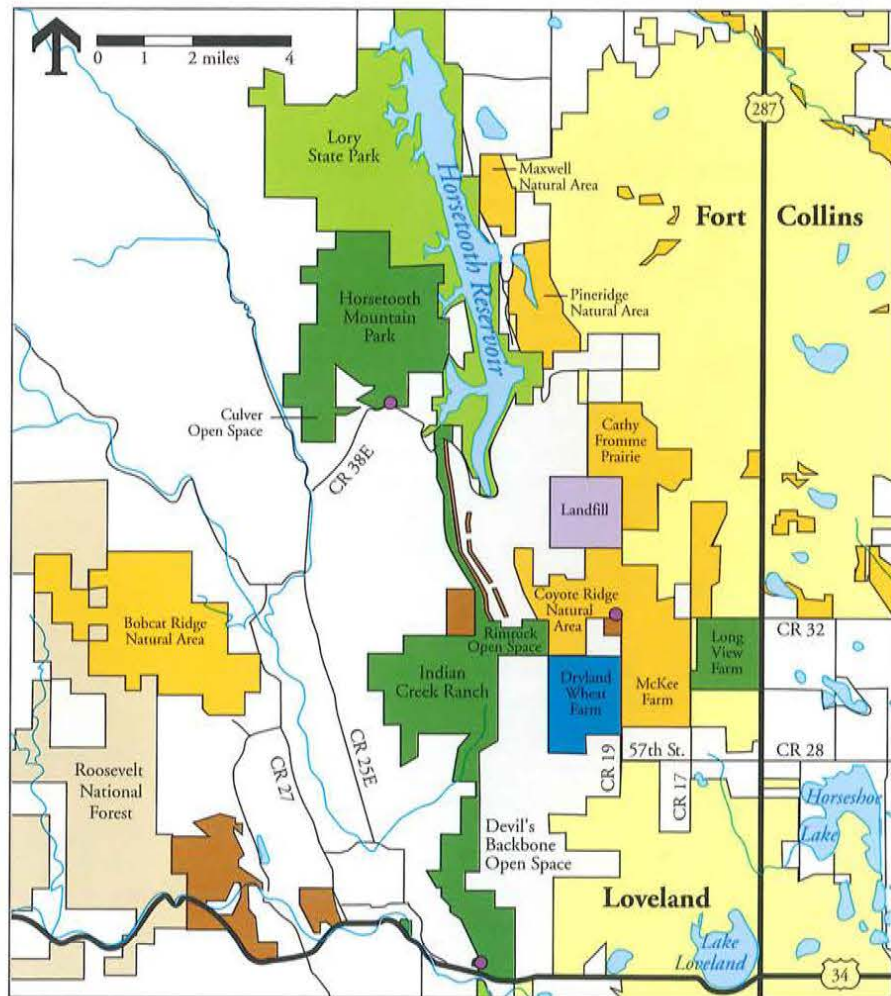 0 1 2 miles 4
287
Lory
State Park
Maxwell
Natural Area
Horsetooth Reservoir
Fort Collins
Horsetooth
Mountain
Park
Pineridge
Natural Area
Culver
Open Space
CR 38E
Cathy
Fromme
Prairie
Landfill
Bobcat Ridge
Natural Area
Coyote Ridge
Natural
Area
Rimrock
Open Space
CR 32
Long
View
Farm
Indian
Creek Ranch
Dryland
Wheat
Farm
McKee
Farm
Roosevelt
National
Forest
CR 27
CR 25E
CR 19
57th St.
CR 17
CR 28
Horseshoe
Lake
Devil's
Backbone
Open Space
Loveland
Lake
Loveland
34